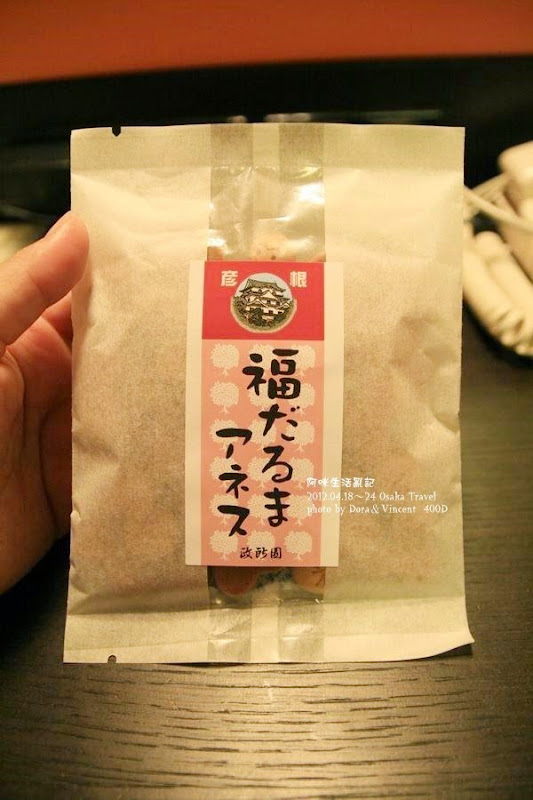 彦根
福だるま
アネス
政所園
阿咪生活亂記
2012.04.18~24 Osaka Travel
photo by Dora & Vincent 400D